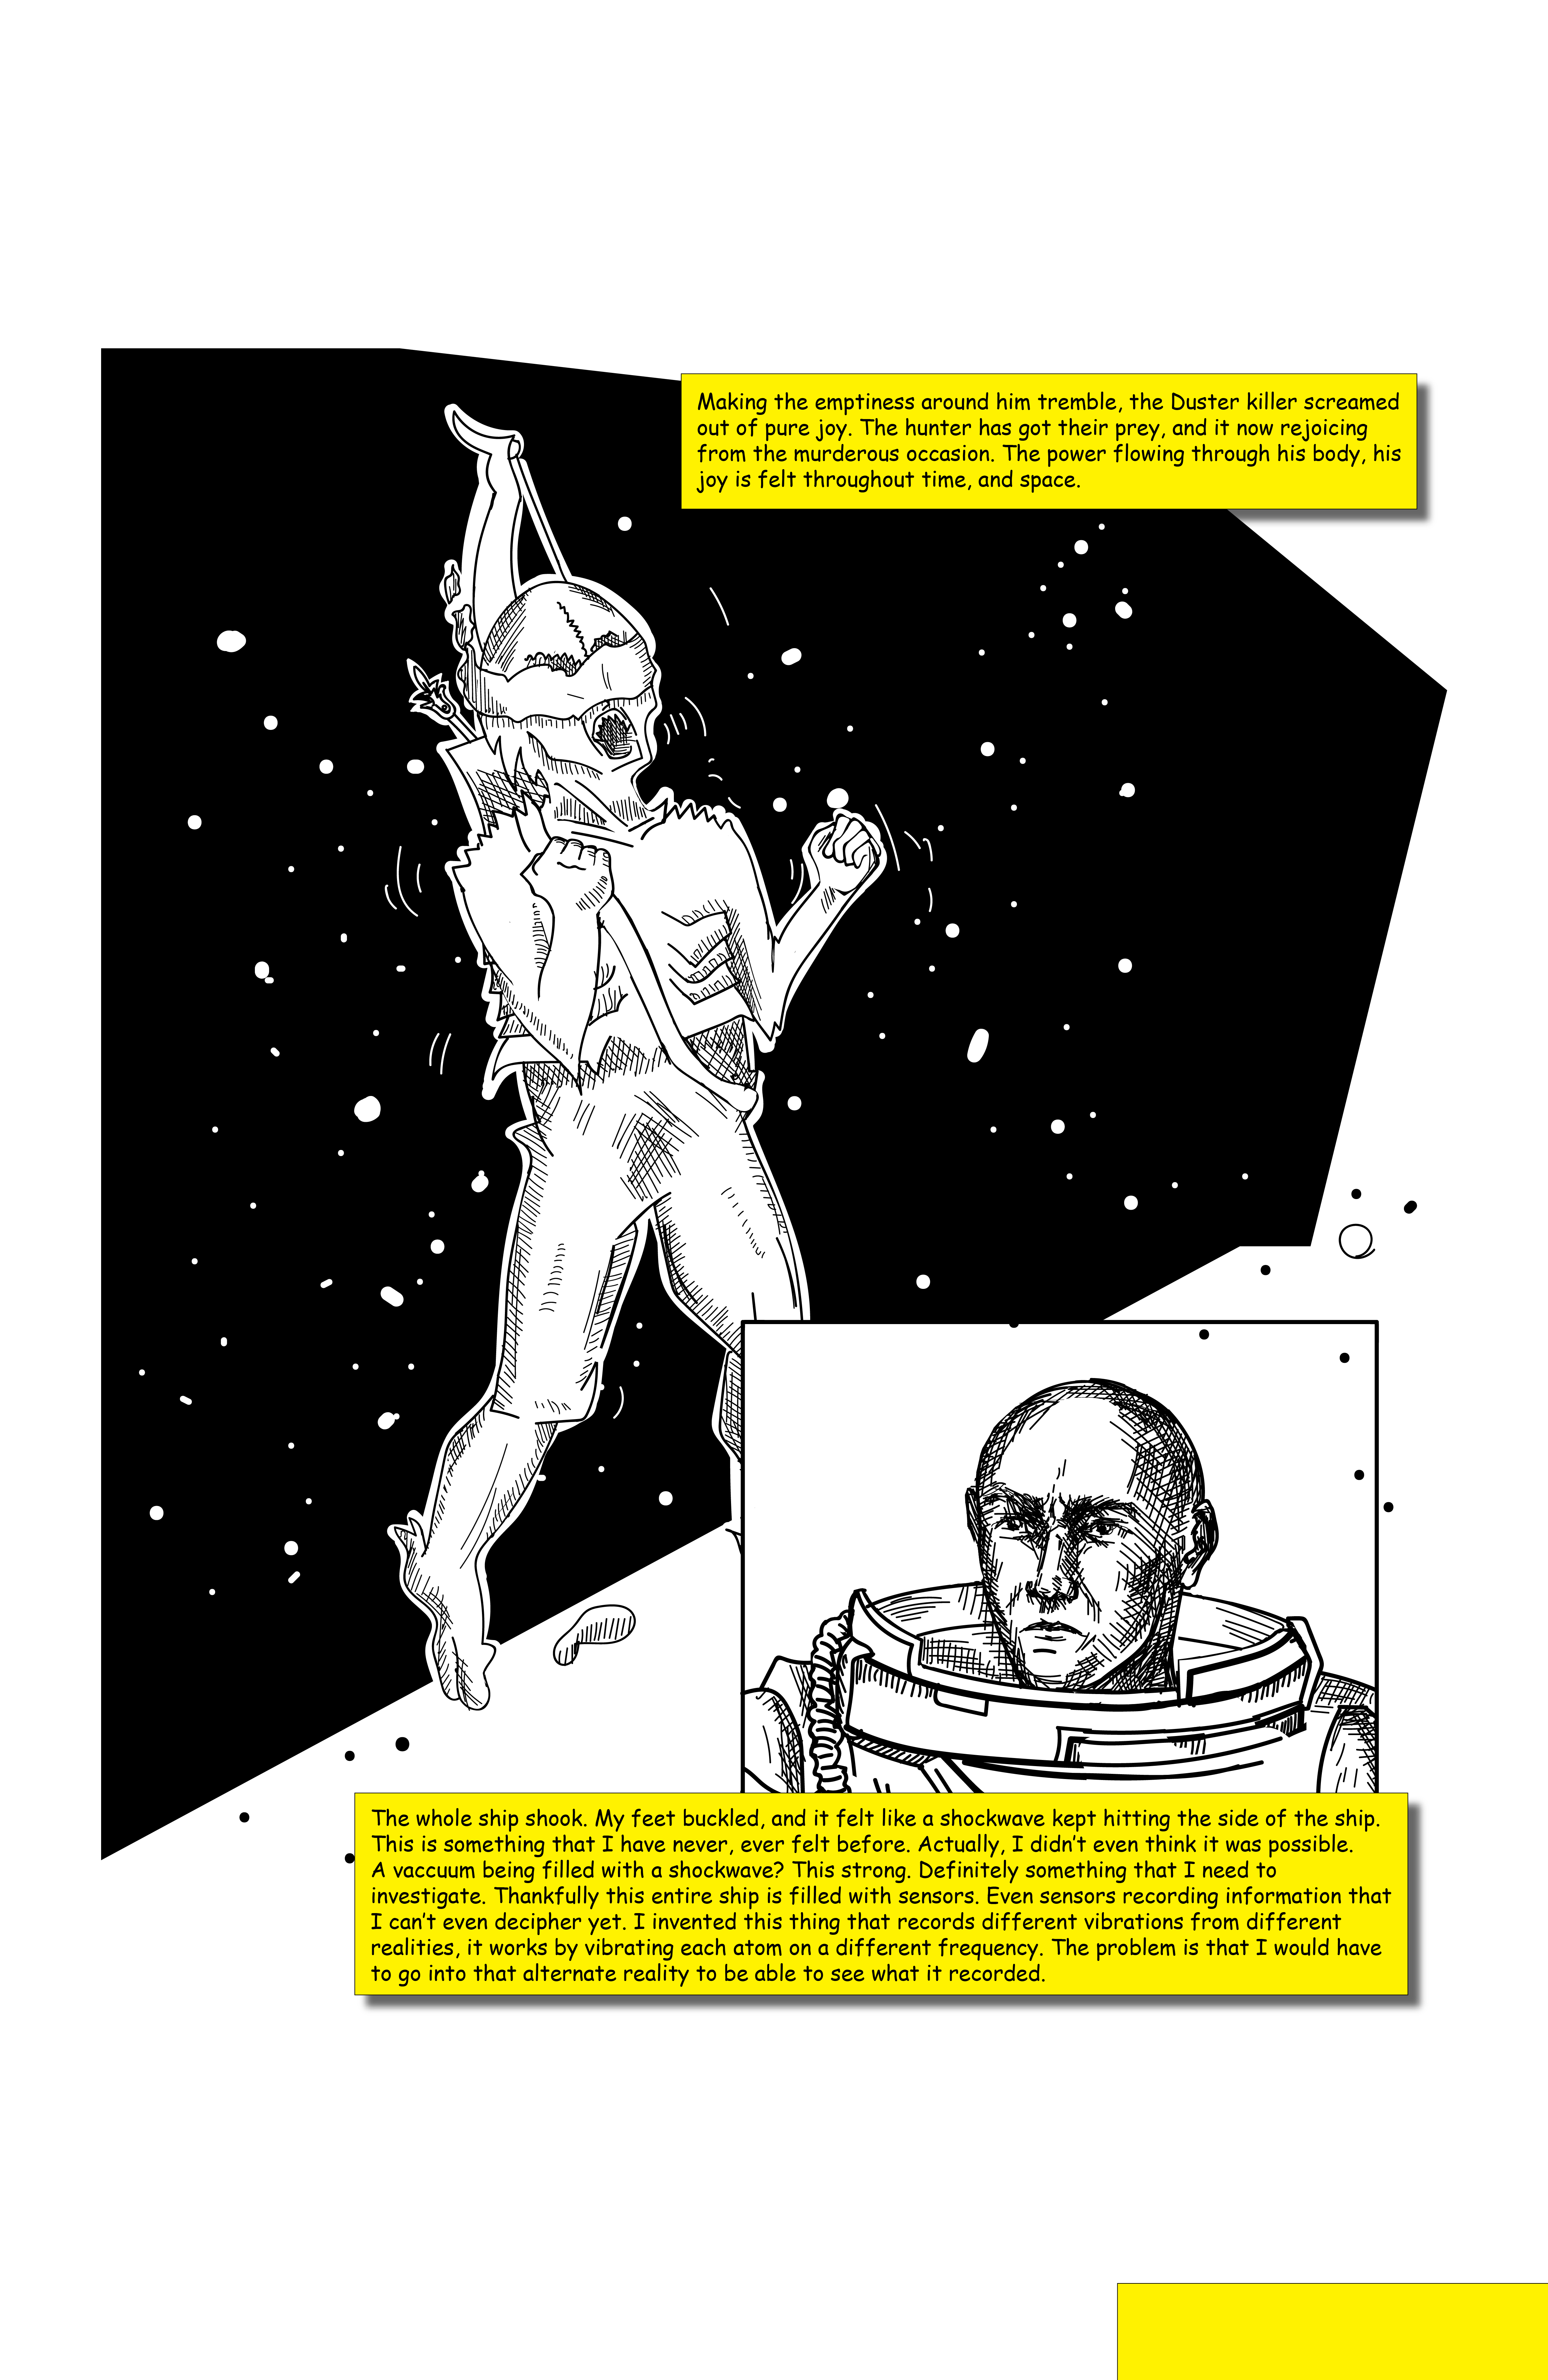 Making the emptiness around him tremble, the Duster killer screamed
out of pure joy. The hunter has got their prey, and it now rejoicing
from the murderous occasion. The power flowing through his body, his
joy is felt throughout time, and space.
The whole ship shook. My feet buckled, and it felt like a shockwave kept hitting the side of the ship.
This is something that I have never, ever felt before. Actually, I didn't even think it was possible.
A vaccuum being filled with a shockwave? This strong. Definitely something that I need to
investigate. Thankfully this entire ship is filled with sensors. Even sensors recording information that
I can't even decipher yet. I invented this thing that records different vibrations from different
realities, it works by vibrating each atom on a different frequency. The problem is that I would have
to go into that alternate reality to be able to see what it recorded.